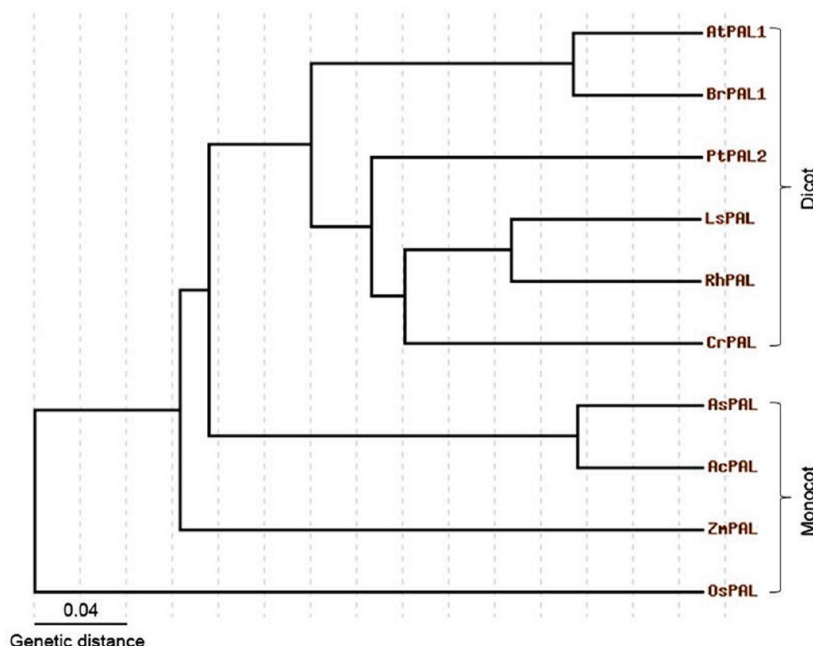 AtPAL1
BrPAL1
PtPAL2
LsPAL
RhPAL
CrPAL
Dicot
AsPAL
AcPAL
ZmPAL
OsPAL
Monocot
0.04
Genetic distance